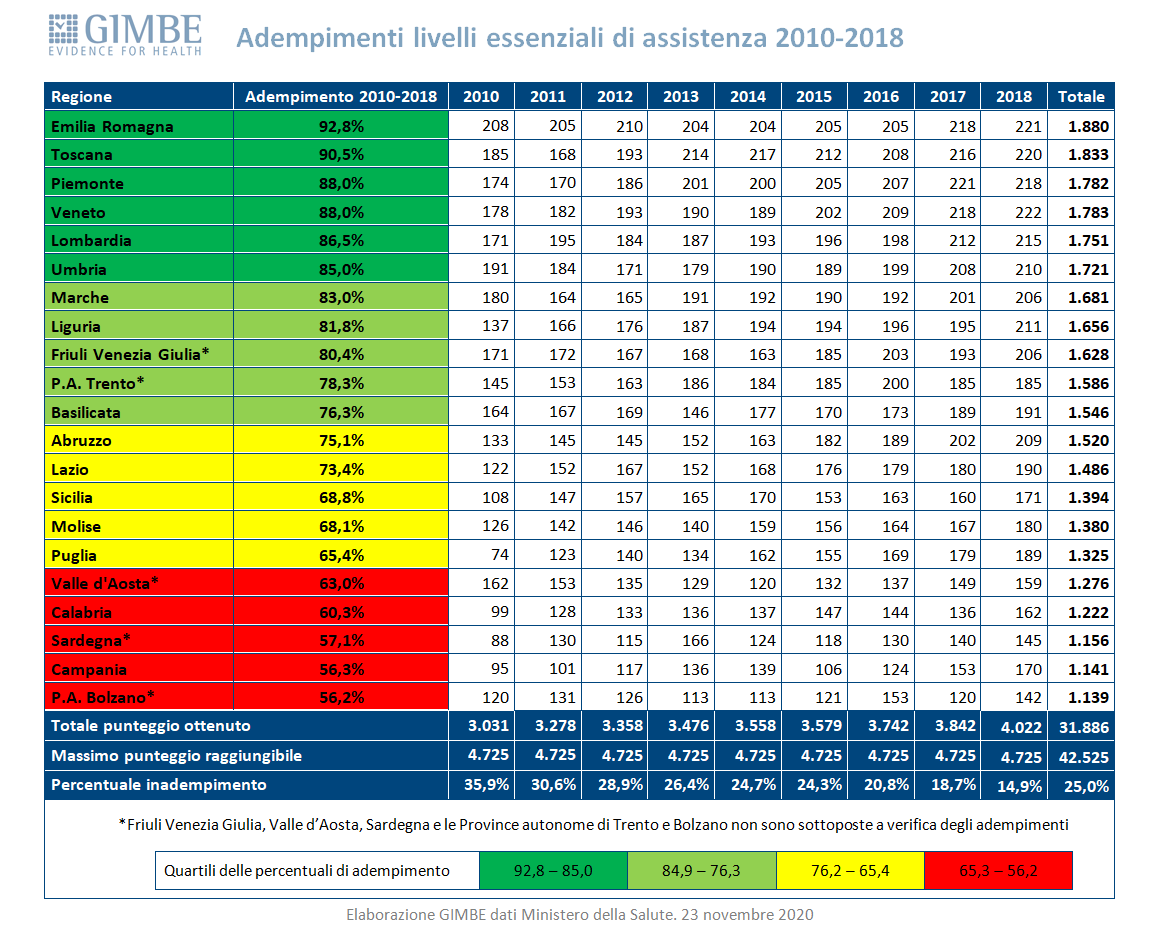 GIMBE
EVIDENCE FOR HEALTH
Adempimenti livelli essenziali di assistenza 2010-2018
Regione Adempimento 2010-2018 2010 2011 2012 2013 2014 2015 2016 2017 2018 Totale
Emilia Romagna 92,8% 208 205 210 204 204 205 205 218 221 1.880
Toscana 90,5% 185 168 193 214 217 212 208 216 220 1.833
Piemonte 88,0% 174 170 186 201 200 205 207 221 218 1.782
Veneto 88,0% 178 182 193 190 189 202 209 218 222 1.783
Lombardia 86,5% 171 195 184 187 193 196 198 212 215 1.751
Umbria 85,0% 191 184 171 179 190 189 199 208 210 1.721
Marche 83,0% 180 164 165 191 192 190 192 201 206 1.681
Liguria 81,8% 137 166 176 187 194 194 196 195 211 1.656
Friuli Venezia Giulia* 80,4% 171 172 167 168 163 185 203 193 206 1.628
P.A. Trento* 78,3% 145 153 163 186 184 185 200 185 185 1.586
Basilicata 76,3% 164 167 169 146 177 170 173 189 191 1.546
Abruzzo 75,1% 133 145 145 152 163 182 189 202 209 1.520
Lazio 73,4% 122 152 167 152 168 176 179 180 190 1.486
Sicilia 68,8% 108 147 157 165 170 153 163 160 171 1.394
Molise 68,1% 126 142 146 140 159 156 164 167 180 1.380
Puglia 65,4% 74 123 140 134 162 155 169 179 189 1.325
Valle d'Aosta* 63,0% 162 153 135 129 120 132 137 149 159 1.276
Calabria 60,3% 99 128 133 136 137 147 144 136 162 1.222
Sardegna* 57,1% 88 130 115 166 124 118 130 140 145 1.156
Campania 56,3% 95 101 117 136 139 106 124 153 170 1.141
P.A. Bolzano* 56,2% 120 131 126 113 113 121 153 120 142 1.139
Totale punteggio ottenuto 3.031 3.278 3.358 3.476 3.558 3.579 3.742 3.842 4.022 31.886
Massimo punteggio raggiungibile 4.725 4.725 4.725 4.725 4.725 4.725 4.725 4.725 4.725 42.525
Percentuale inadempimento 35,9% 30,6% 28,9% 26,4% 24,7% 24,3% 20,8% 18,7% 14,9% 25,0%
*Friuli Venezia Giulia, Valle d’Aosta, Sardegna e le Province autonome di Trento e Bolzano non sono sottoposte a verifica degli adempimenti
Quartili delle percentuali di adempimento 92,8 – 85,0 84,9 – 76,3 76,2 – 65,4 65,3 – 56,2
Elaborazione GIMBE dati Ministero della Salute. 23 novembre 2020